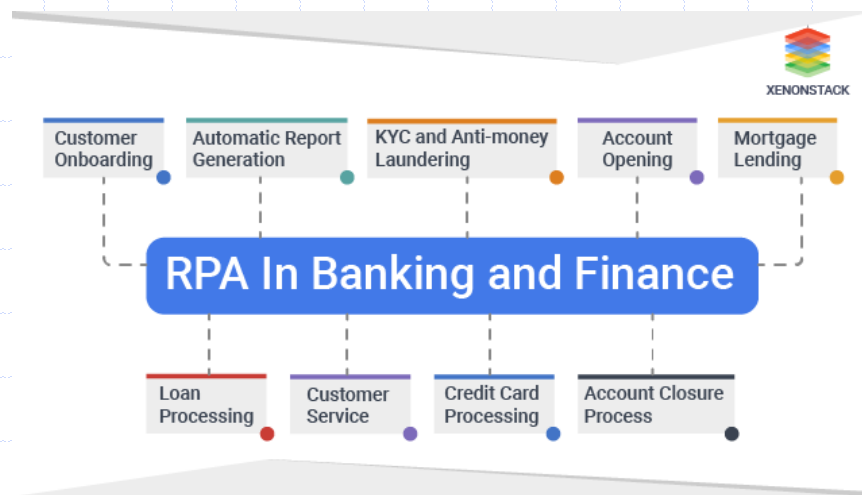 XENONSTACK
Customer
Onboarding
Automatic Report
Generation
KYC and Anti-money
Laundering
Account
Opening
Mortgage
Lending
RPA In Banking and Finance
Loan
Processing
Customer
Service
Credit Card
Processing
Account Closure
Process